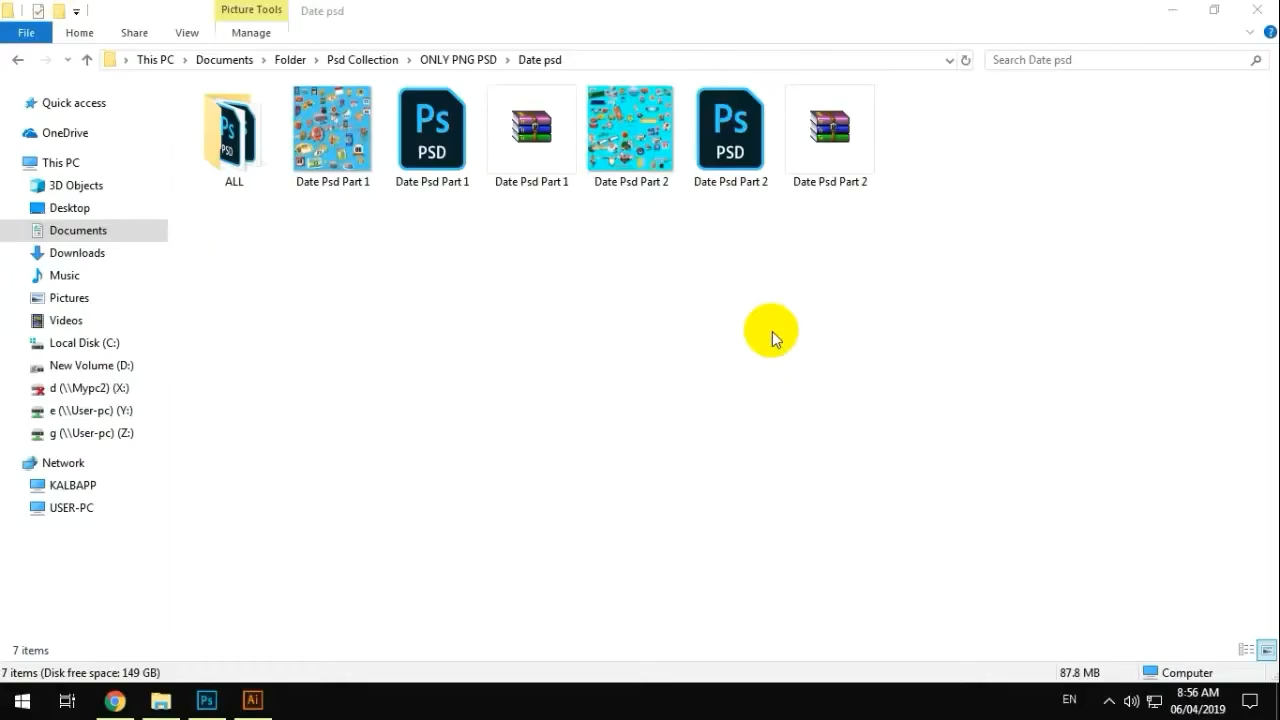 Picture Tools
Date psd
File
Home
Share
View
Manage
This PC
Documents
Folder
Psd Collection
ONLY PNG PSD
Date psd
Search Date psd
Quick access
OneDrive
This PC
3D Objects
Desktop
Documents
Downloads
Music
Pictures
Videos
Local Disk (C:)
New Volume (D:)
d (\\Mypc2) (X:)
e (\\User-pc) (Y:)
g (\\User-pc) (Z:)
Network
KALBAPP
USER-PC
Ps
PSD
Ps
PSD
Ps
PSD
ALL
Date Psd Part 1
Date Psd Part 1
Date Psd Part 1
Date Psd Part 2
Date Psd Part 2
Date Psd Part 2
7 items
7 items (Disk free space: 149 GB)
87.8 MB
Computer
Ps
Ai
EN
8:56 AM
06/04/2019